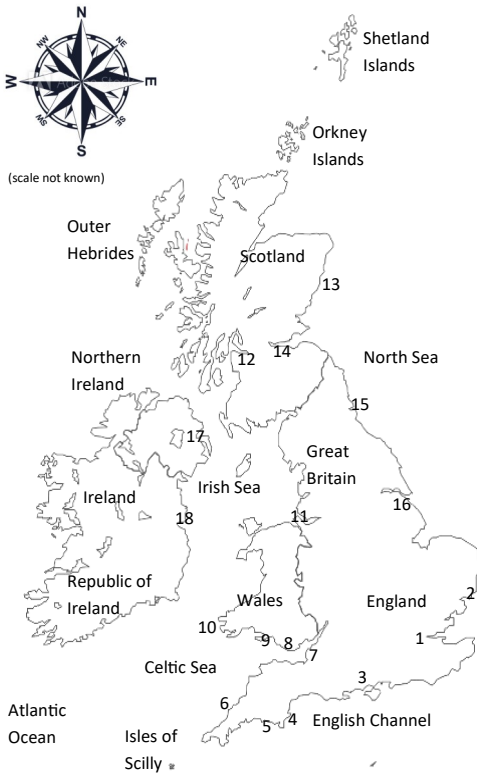 N
NW
NE
W
E
SW
SE
S
Shetland
Islands
Orkney
Islands
(scale not known)
Outer
Hebrides
Scotland
13
14
12
Northern
Ireland
North Sea
15
17
Great
Britain
Irish Sea
Ireland
16
18
11
Republic of
Ireland
Wales
England
2
10
9
8
1
7
Celtic Sea
3
6
5
4
English Channel
Atlantic
Ocean
Isles of
Scilly